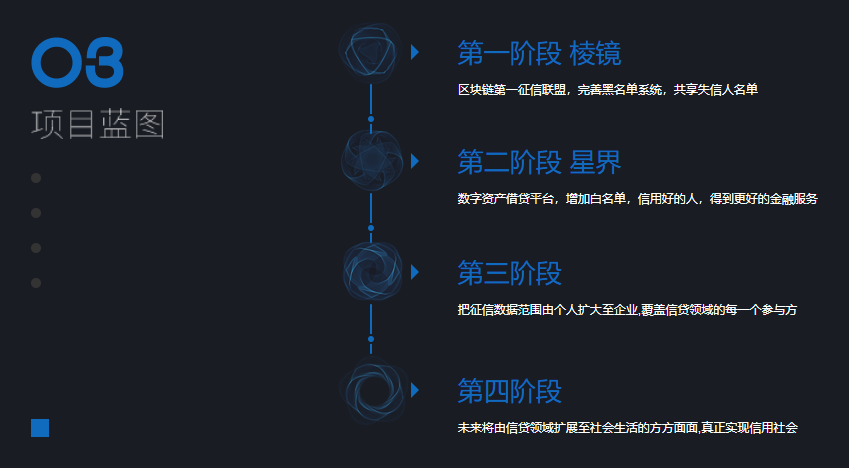 03
项目蓝图
第一阶段 棱镜
区块链第一征信联盟，完善黑名单系统，共享失信人名单
第二阶段 星界
数字资产借贷平台，增加白名单，信用好的人，得到更好的金融服务
第三阶段
把征信数据范围由个人扩大至企业,覆盖信贷领域的每一个参与方
第四阶段
未来将由信贷领域扩展至社会生活的方方面面,真正实现信用社会